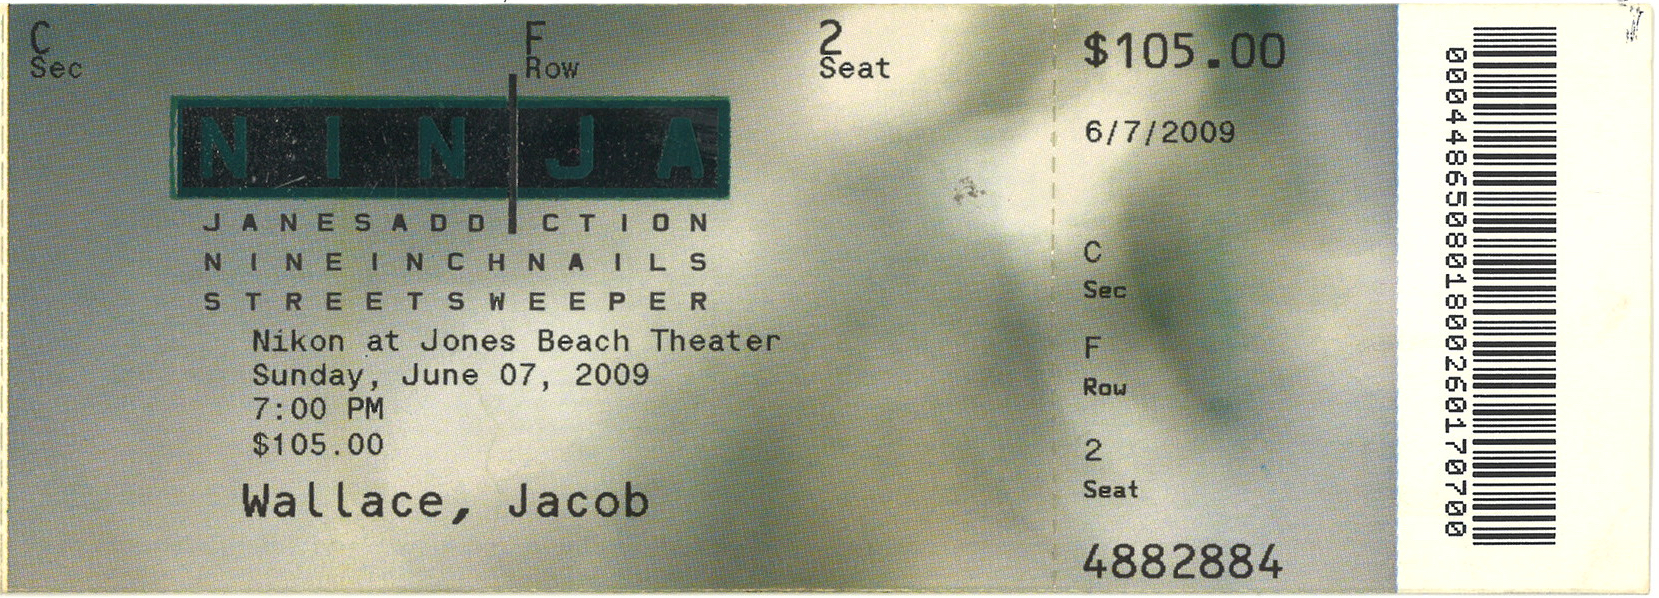 C
Sec
F
Row
2
Seat
NINJA
JANESADDICTION
NINEINCHNAILS
STREETSWEEPER
Nikon at Jones Beach Theater
Sunday, June 07, 2009
7:00 PM
$105.00
Wallace, Jacob
$105.00
6/7/2009
C
Sec
F
Row
2
Seat
4882884
000448650801800260170700